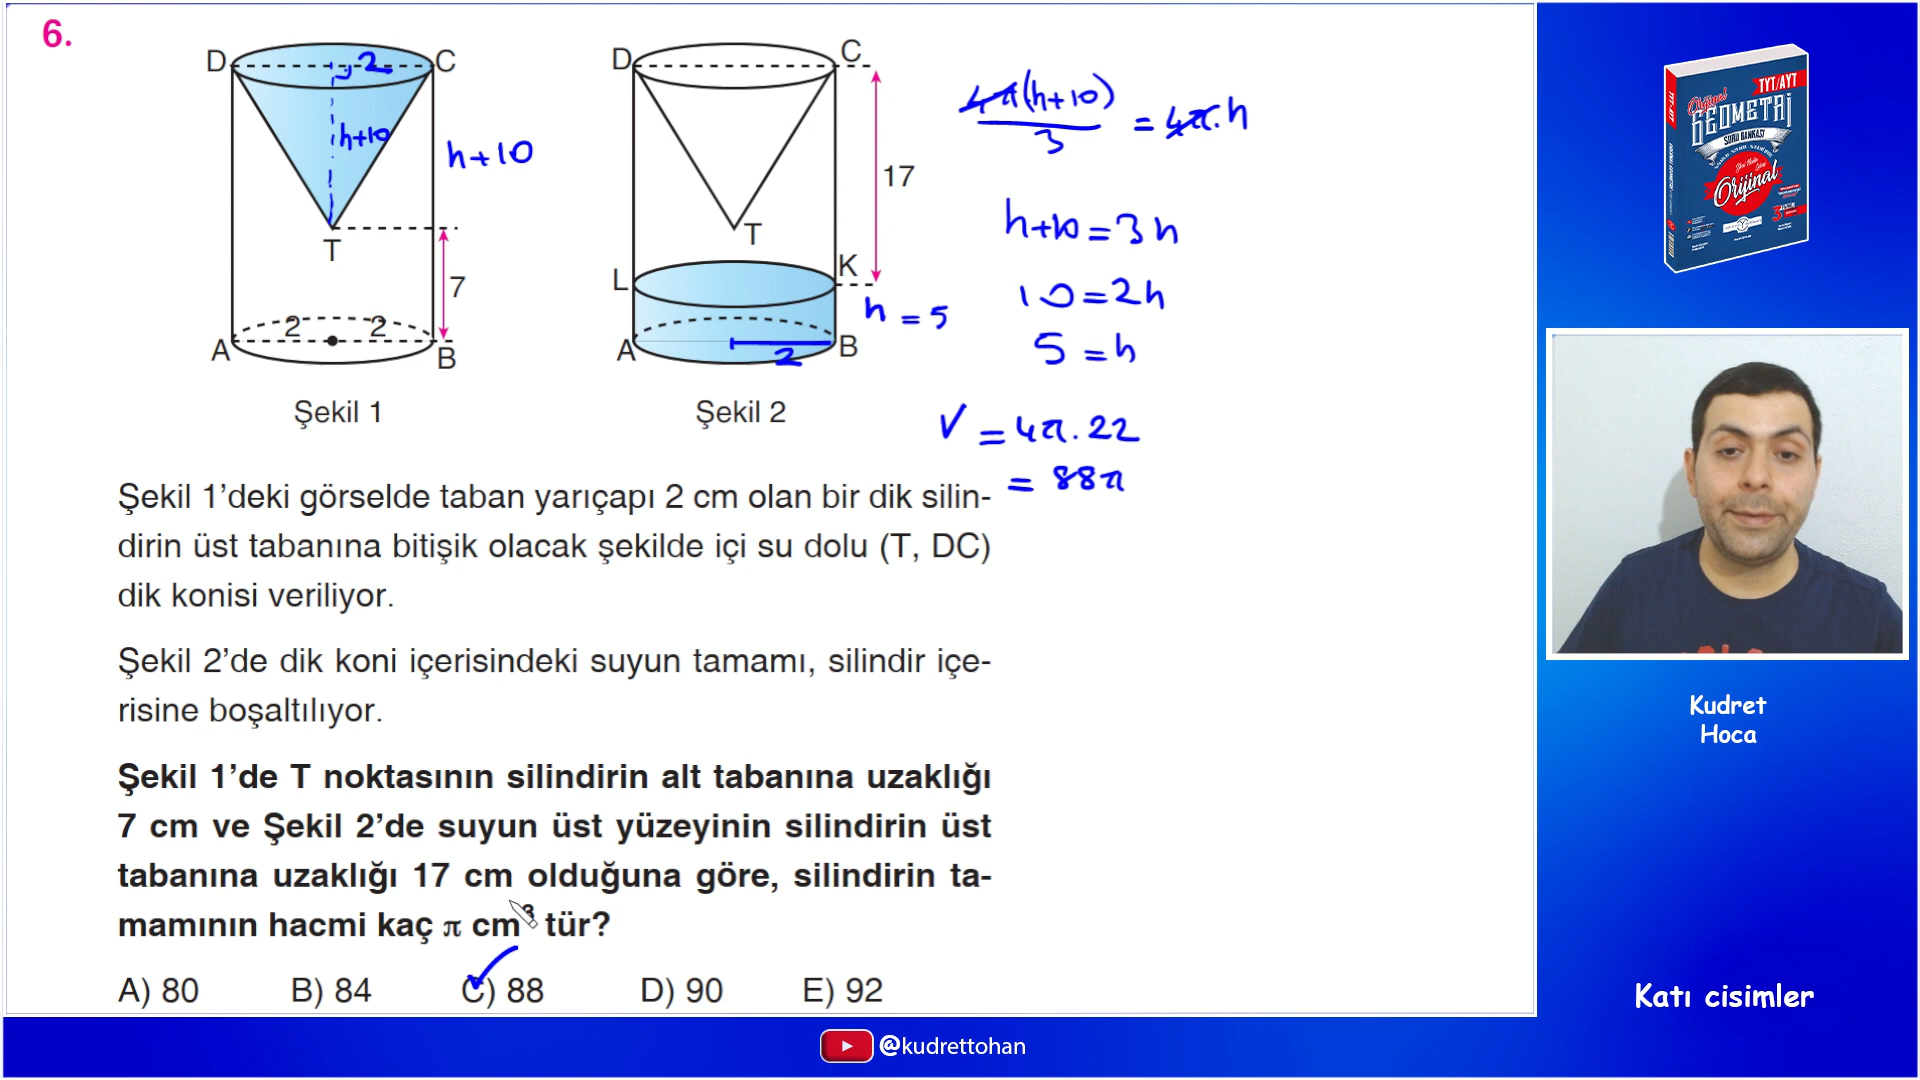 6.
D
2
C
h+10
h+10
T
7
2
2
A
B
Şekil 1
D
C
17
T
L
K
h = 5
A
2
B
Şekil 2
4π(h+10)
3
= 4π.h
h+10=3h
10=2h
5 = h
V = 4π.22
= 88π
Şekil 1’deki görselde taban yarıçapı 2 cm olan bir dik silin-
dirin üst tabanına bitişik olacak şekilde içi su dolu (T, DC)
dik konisi veriliyor.
Şekil 2’de dik koni içerisindeki suyun tamamı, silindir içe-
risine boşaltılıyor.
Şekil 1’de T noktasının silindirin alt tabanına uzaklığı
7 cm ve Şekil 2’de suyun üst yüzeyinin silindirin üst
tabanına uzaklığı 17 cm olduğuna göre, silindirin ta-
mamının hacmi kaç π cm³ tür?
A) 80 B) 84 C) 88 D) 90 E) 92
TYT/AYT
Orijinal
GEOMETRİ
SORU BANKASI
Orijinal
Kudret
Hoca
Katı cisimler
@kudrettohan